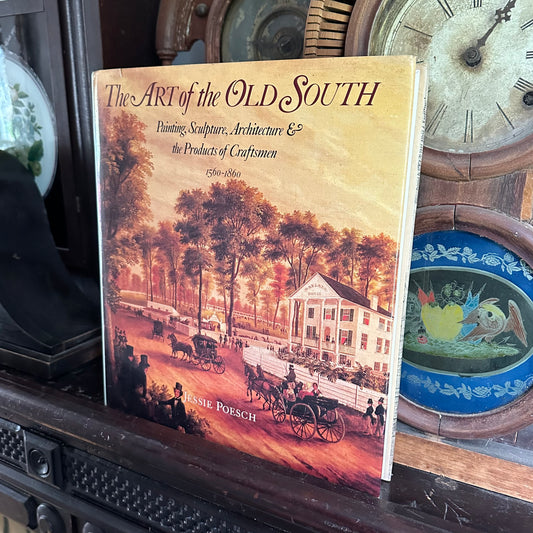 The ART of the OLD SOUTH
Painting, Sculpture, Architecture &
the Products of Craftsmen
1560-1860
JESSIE POESCH